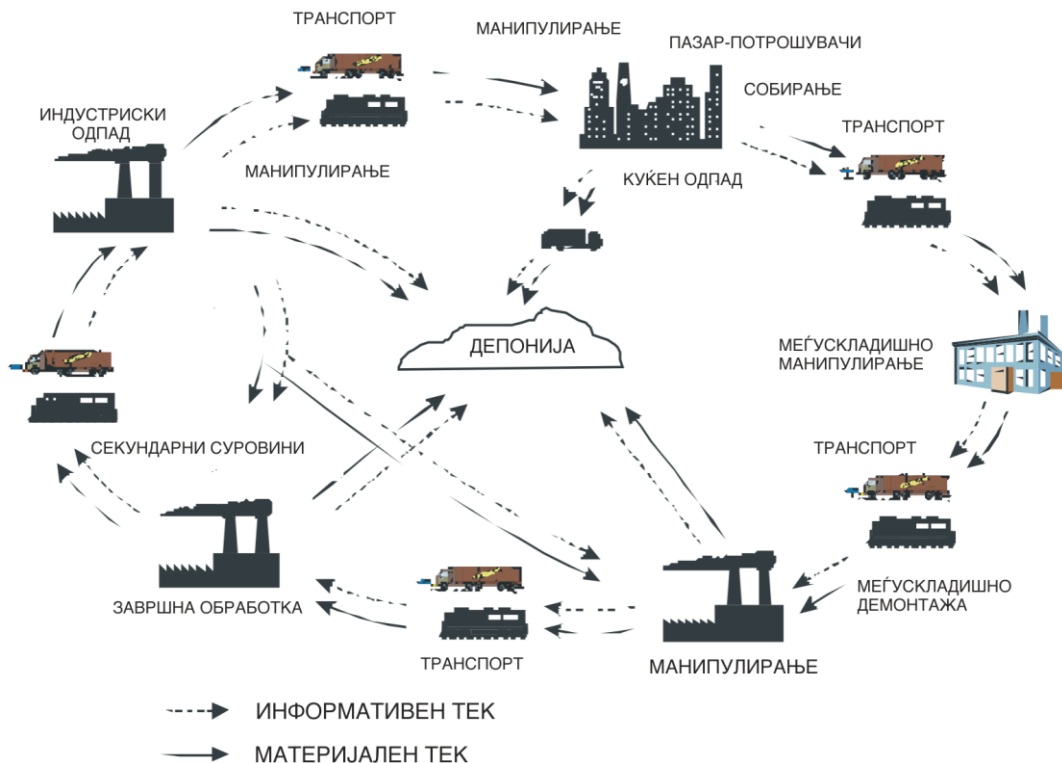 ТРАНСПОРТ
МАНИПУЛИРАЊЕ
ПАЗАР-ПОТРОШУВАЧИ
СОБИРАЊЕ
ИНДУСТРИСКИ
ОДПАД
ТРАНСПОРТ
МАНИПУЛИРАЊЕ
КУЌЕН ОДПАД
ДЕПОНИЈА
МЕЃУСКЛАДИШНО
МАНИПУЛИРАЊЕ
СЕКУНДАРНИ СУРОВИНИ
ТРАНСПОРТ
МЕЃУСКЛАДИШНО
ДЕМОНТАЖА
ЗАВРШНА ОБРАБОТКА
ТРАНСПОРТ
МАНИПУЛИРАЊЕ
ИНФОРМАТИВЕН ТЕК
МАТЕРИЈАЛЕН ТЕК